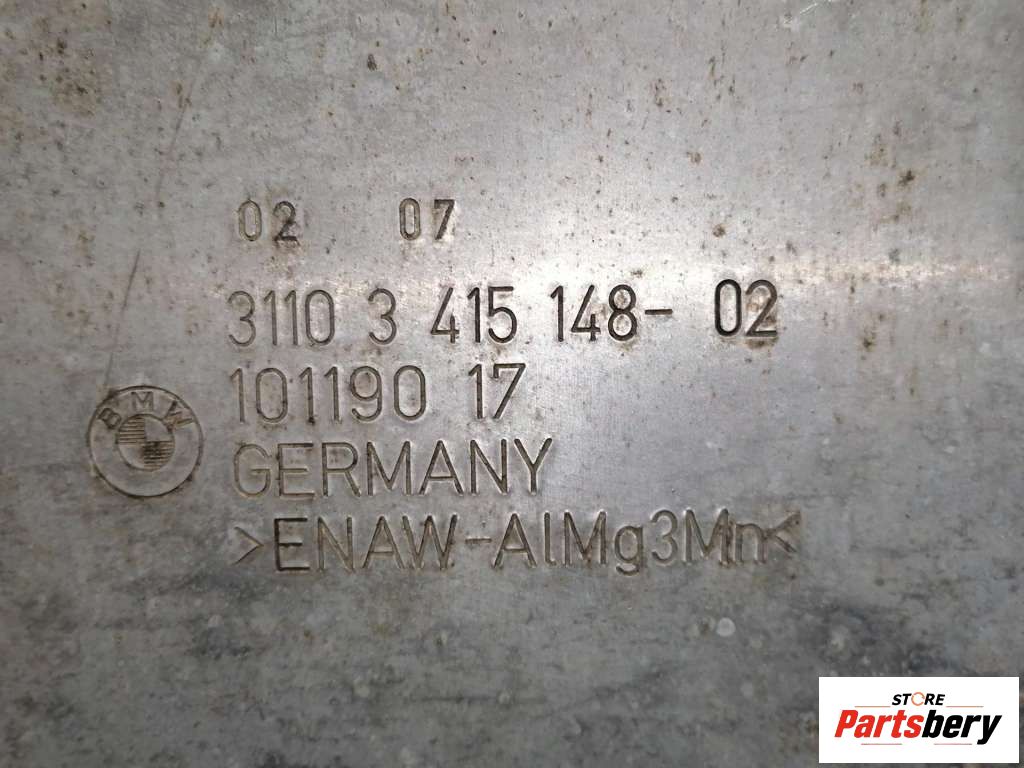 02 07
3110 3 415 148- 02
101190 17
BMW
GERMANY
>ENAW-AlMg3Mn<
STORE
Partsbery